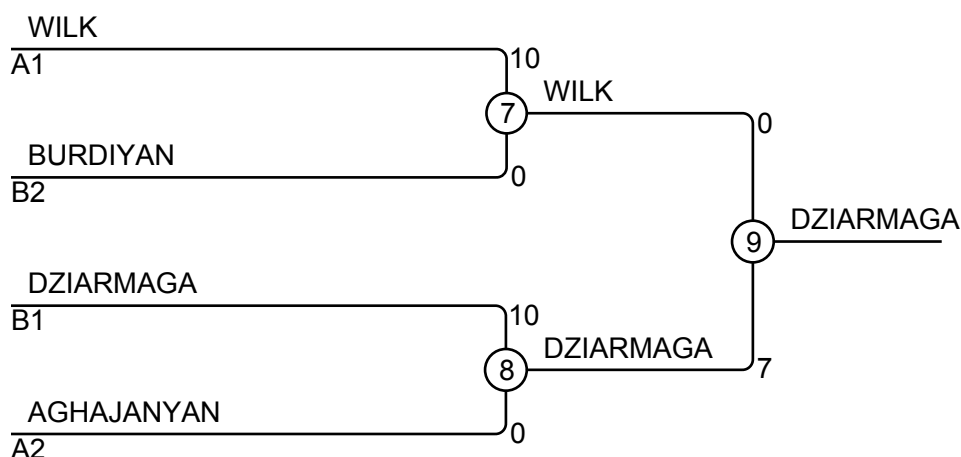 WILK
A1
10
7
WILK
0
BURDIYAN
B2
0
9
DZIARMAGA
DZIARMAGA
B1
10
8
DZIARMAGA
7
AGHAJANYAN
A2
0